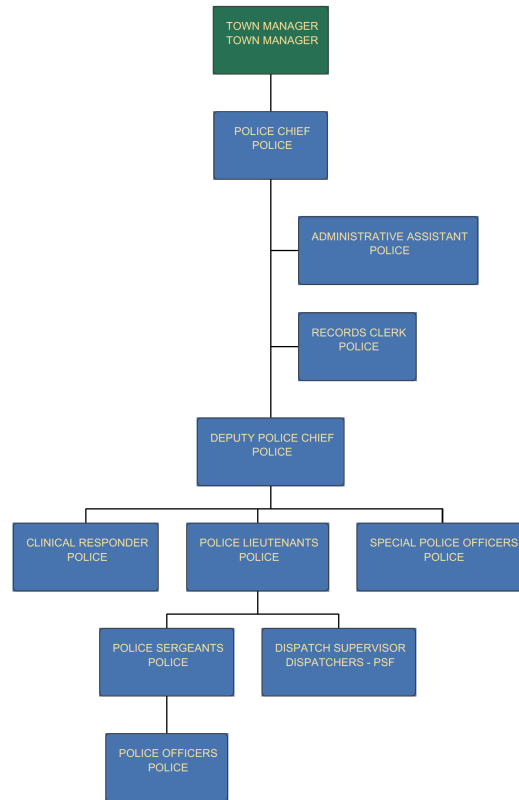 TOWN MANAGER
TOWN MANAGER
POLICE CHIEF
POLICE
ADMINISTRATIVE ASSISTANT
POLICE
RECORDS CLERK
POLICE
DEPUTY POLICE CHIEF
POLICE
CLINICAL RESPONDER
POLICE
POLICE LIEUTENANTS
POLICE
SPECIAL POLICE OFFICERS
POLICE
POLICE SERGEANTS
POLICE
DISPATCH SUPERVISOR
DISPATCHERS - PSF
POLICE OFFICERS
POLICE